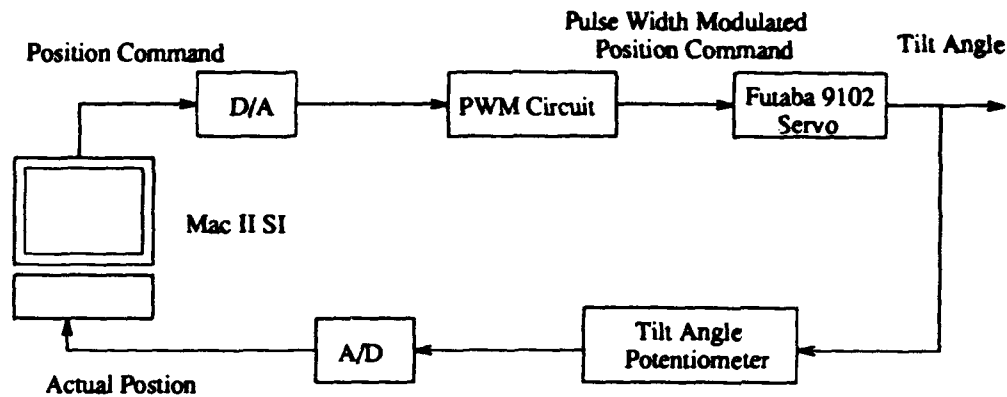 Pulse Width Modulated
Position Command
Position Command
Tilt Angle
D/A
PWM Circuit
Futaba 9102
Servo
Mac II SI
Tilt Angle
Potentiometer
A/D
Actual Postion